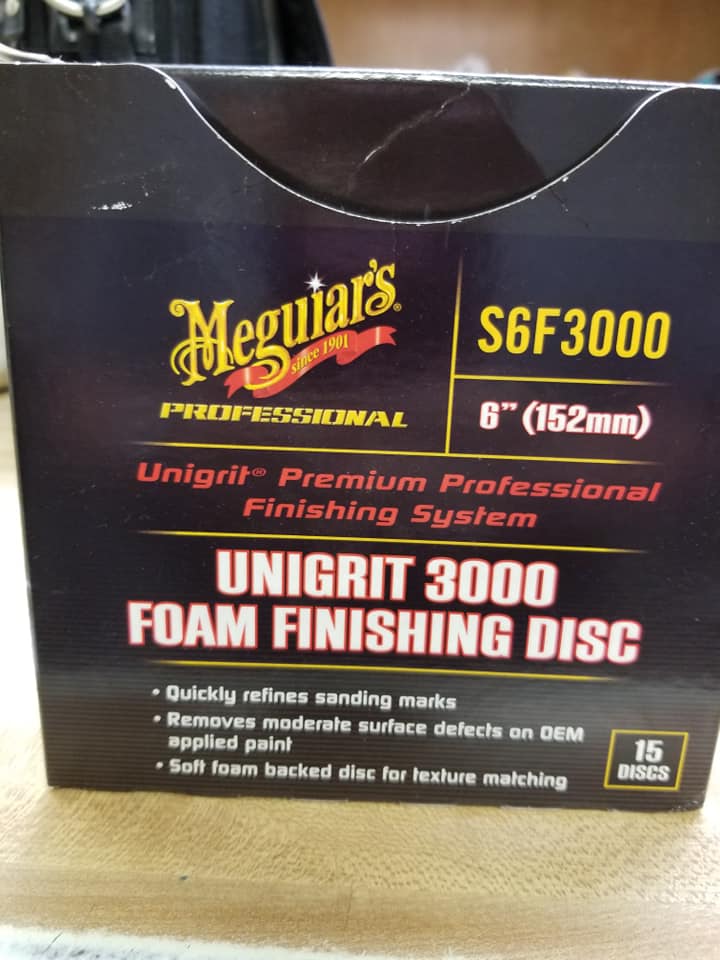 Meguiar's®
since 1901
PROFESSIONAL
S6F3000
6” (152mm)
Unigrit® Premium Professional
Finishing System
UNIGRIT 3000
FOAM FINISHING DISC
• Quickly refines sanding marks
• Removes moderate surface defects on OEM
applied paint
• Soft foam backed disc for texture matching
15
DISCS